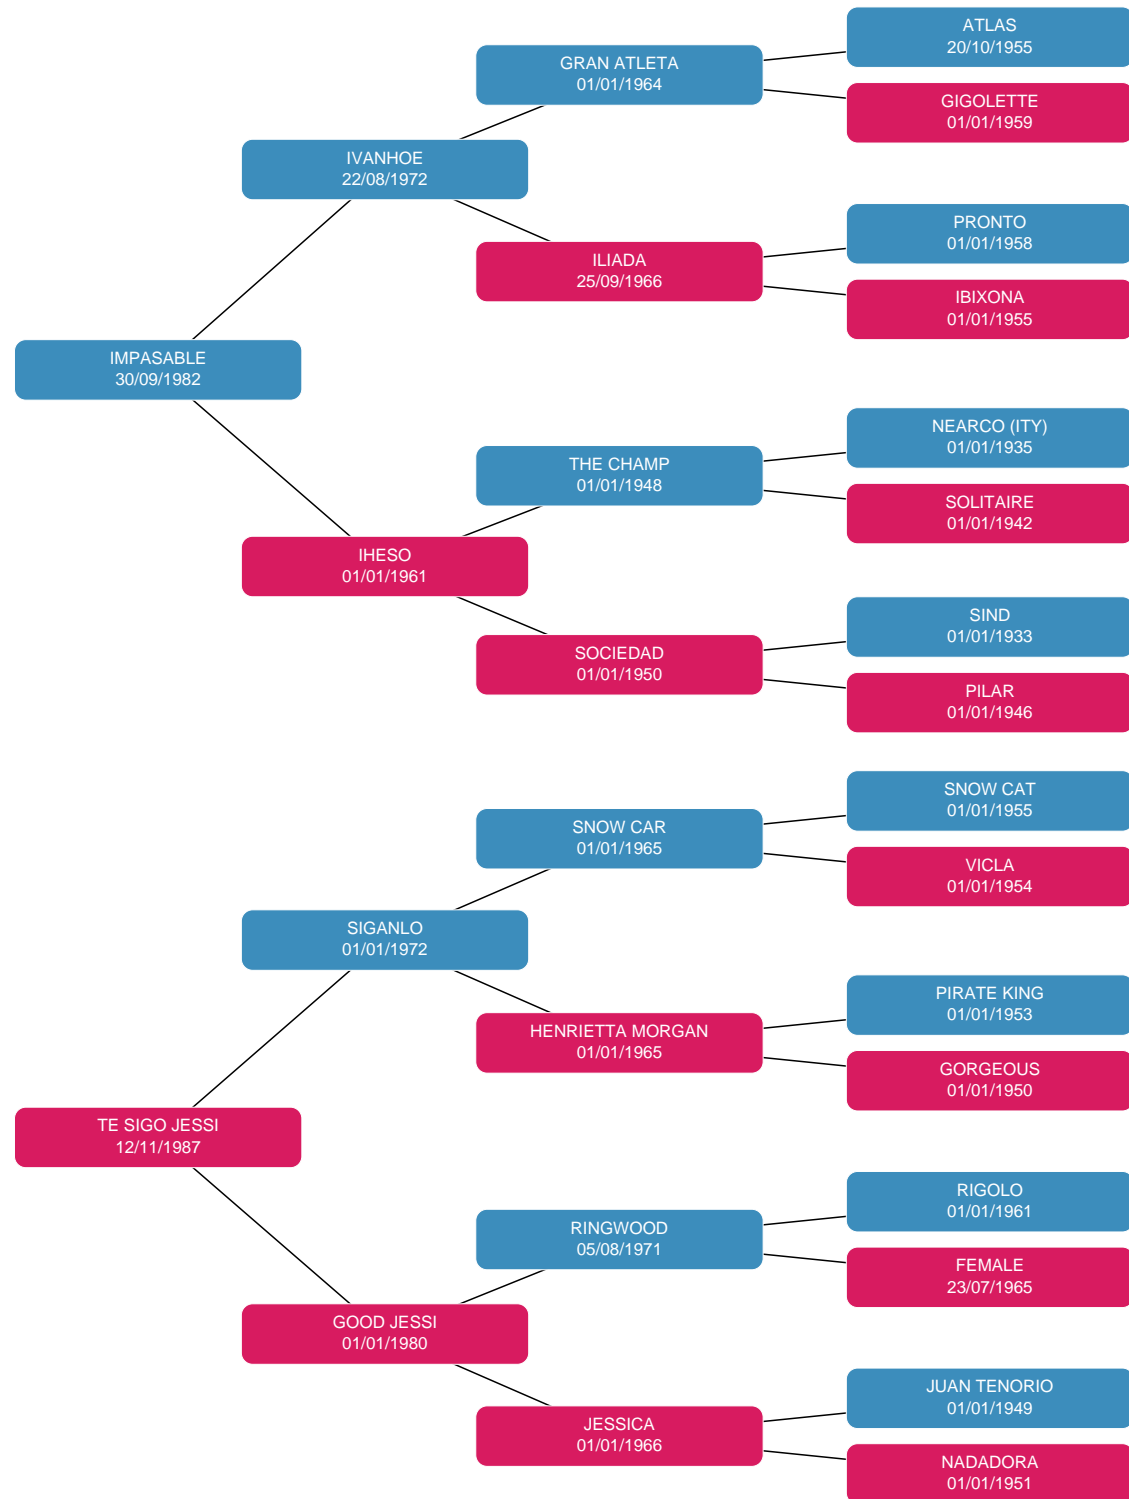 ATLAS
20/10/1955
GRAN ATLETA
01/01/1964
GIGOLETTE
01/01/1959
IVANHOE
22/08/1972
PRONTO
01/01/1958
ILIADA
25/09/1966
IBIXONA
01/01/1955
IMPASABLE
30/09/1982
NEARCO (ITY)
01/01/1935
THE CHAMP
01/01/1948
SOLITAIRE
01/01/1942
IHESO
01/01/1961
SIND
01/01/1933
SOCIEDAD
01/01/1950
PILAR
01/01/1946
SNOW CAT
01/01/1955
SNOW CAR
01/01/1965
VICLA
01/01/1954
SIGANLO
01/01/1972
PIRATE KING
01/01/1953
HENRIETTA MORGAN
01/01/1965
GORGEOUS
01/01/1950
TE SIGO JESSI
12/11/1987
RIGOLO
01/01/1961
RINGWOOD
05/08/1971
FEMALE
23/07/1965
GOOD JESSI
01/01/1980
JUAN TENORIO
01/01/1949
JESSICA
01/01/1966
NADADORA
01/01/1951